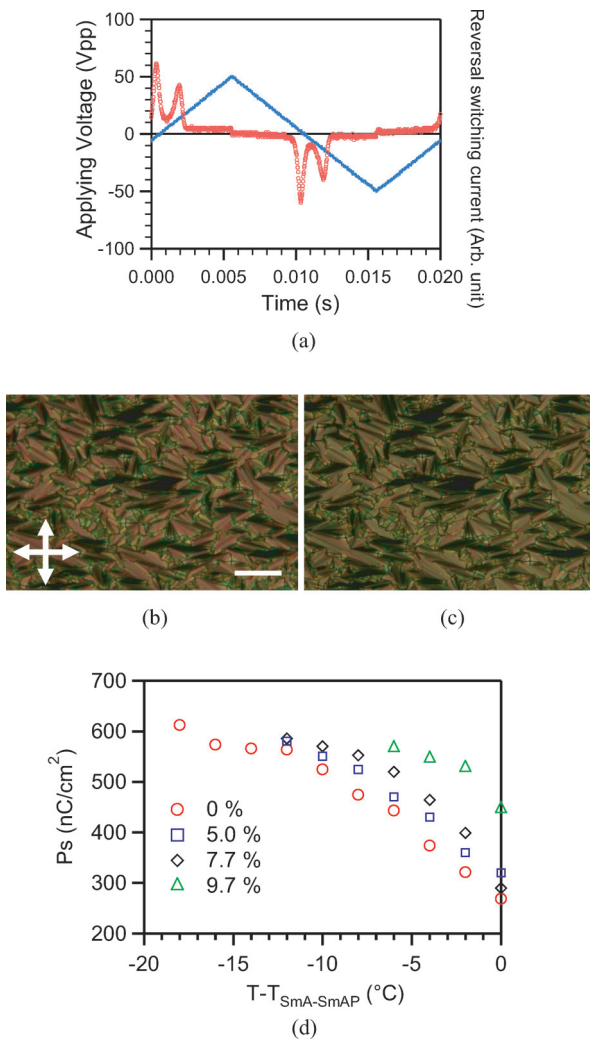 100
50
0
-50
-100
Applying Voltage (Vpp)
Reversal switching current (Arb. unit)
0.000 0.005 0.010 0.015 0.020
Time (s)
(a)
(b) (c)
700
600
500
400
300
200
Ps (nC/cm²)
0 %
5.0 %
7.7 %
9.7 %
-20 -15 -10 -5 0
T-TSmA-SmAP (°C)
(d)